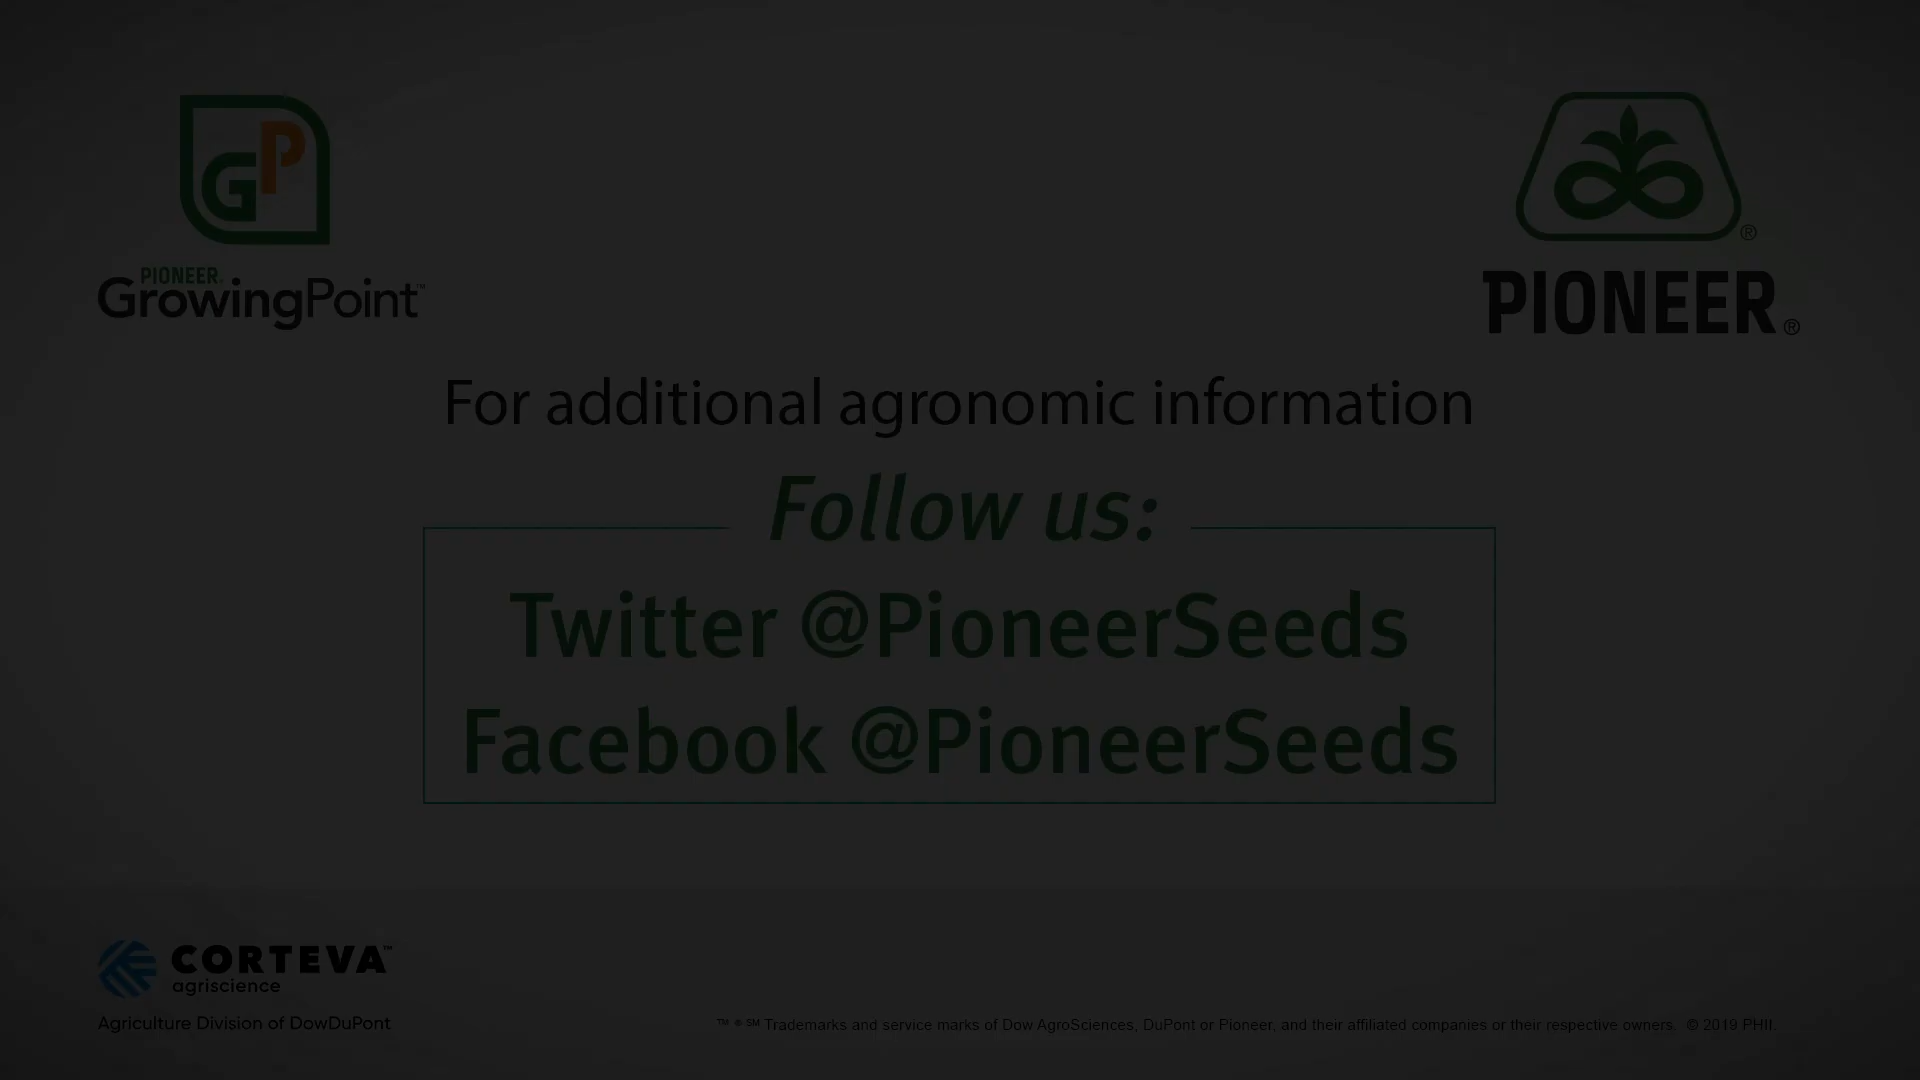 GP
PIONEER™
GrowingPoint™
®
PIONEER®
For additional agronomic information
Follow us:
Twitter @PioneerSeeds
Facebook @PioneerSeeds
CORTEVA™
agriscience
Agriculture Division of DowDuPont
™ ® ℠ Trademarks and service marks of Dow AgroSciences, DuPont or Pioneer, and their affiliated companies or their respective owners. © 2019 PHII.